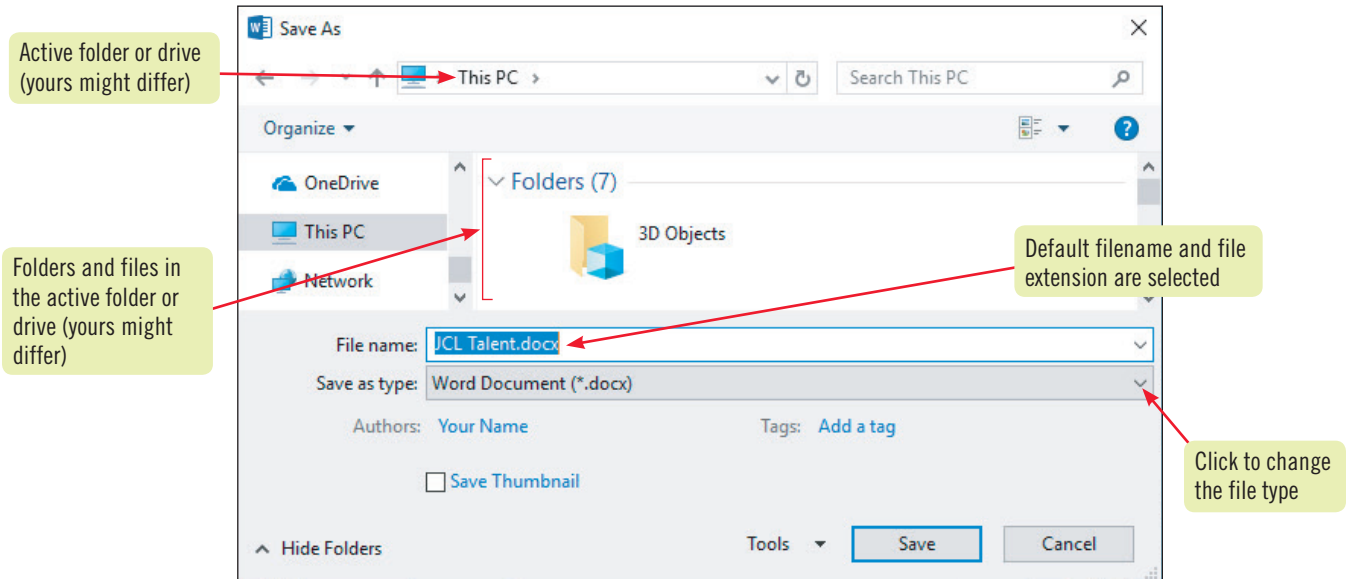 Save As
Active folder or drive
(yours might differ)
This PC
Search This PC
Organize
OneDrive
Folders (7)
This PC
3D Objects
Network
Default filename and file
extension are selected
Folders and files in
the active folder or
drive (yours might
differ)
File name: JCL Talent.docx
Save as type: Word Document (*.docx)
Authors: Your Name Tags: Add a tag
Click to change
the file type
Save Thumbnail
Hide Folders Tools Save Cancel